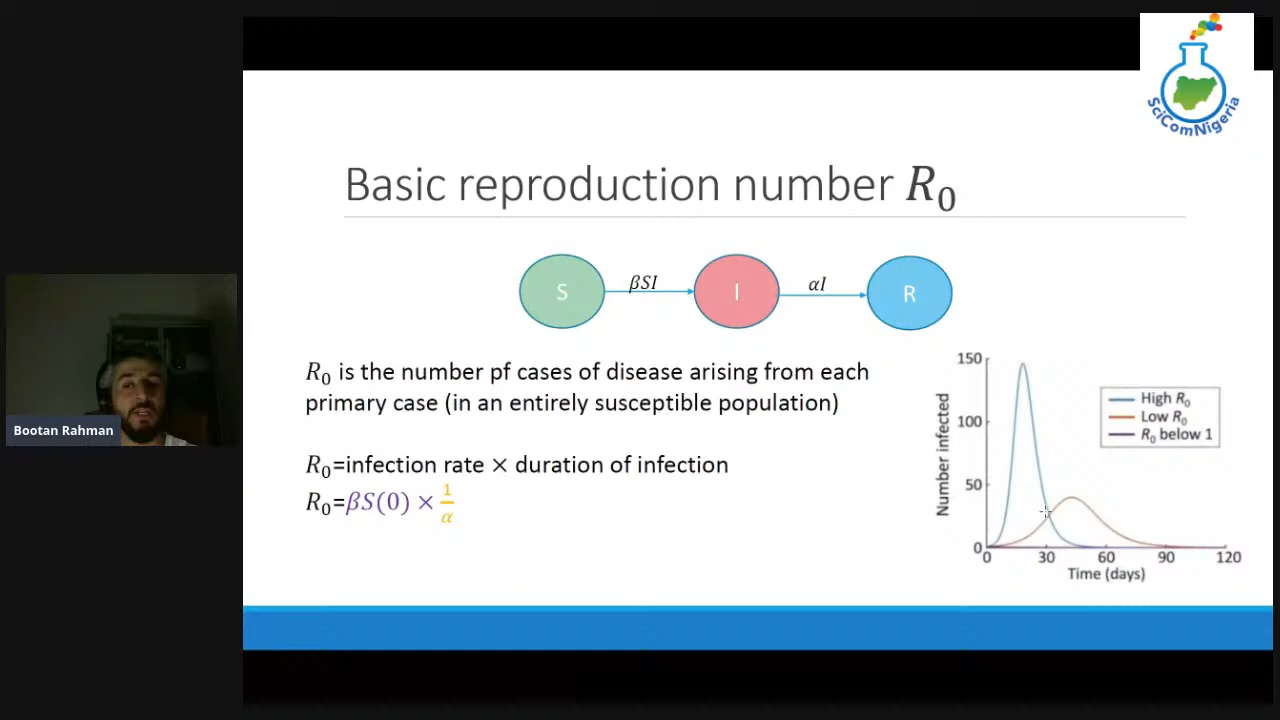 SciComNigeria
Basic reproduction number R₀
S
βSI
I
αI
R
R₀ is the number pf cases of disease arising from each
primary case (in an entirely susceptible population)
R₀=infection rate × duration of infection
R₀=βS(0) × 1/α
Bootan Rahman
150
100
50
0
Number infected
High R₀
Low R₀
R₀ below 1
0 30 60 90 120
Time (days)